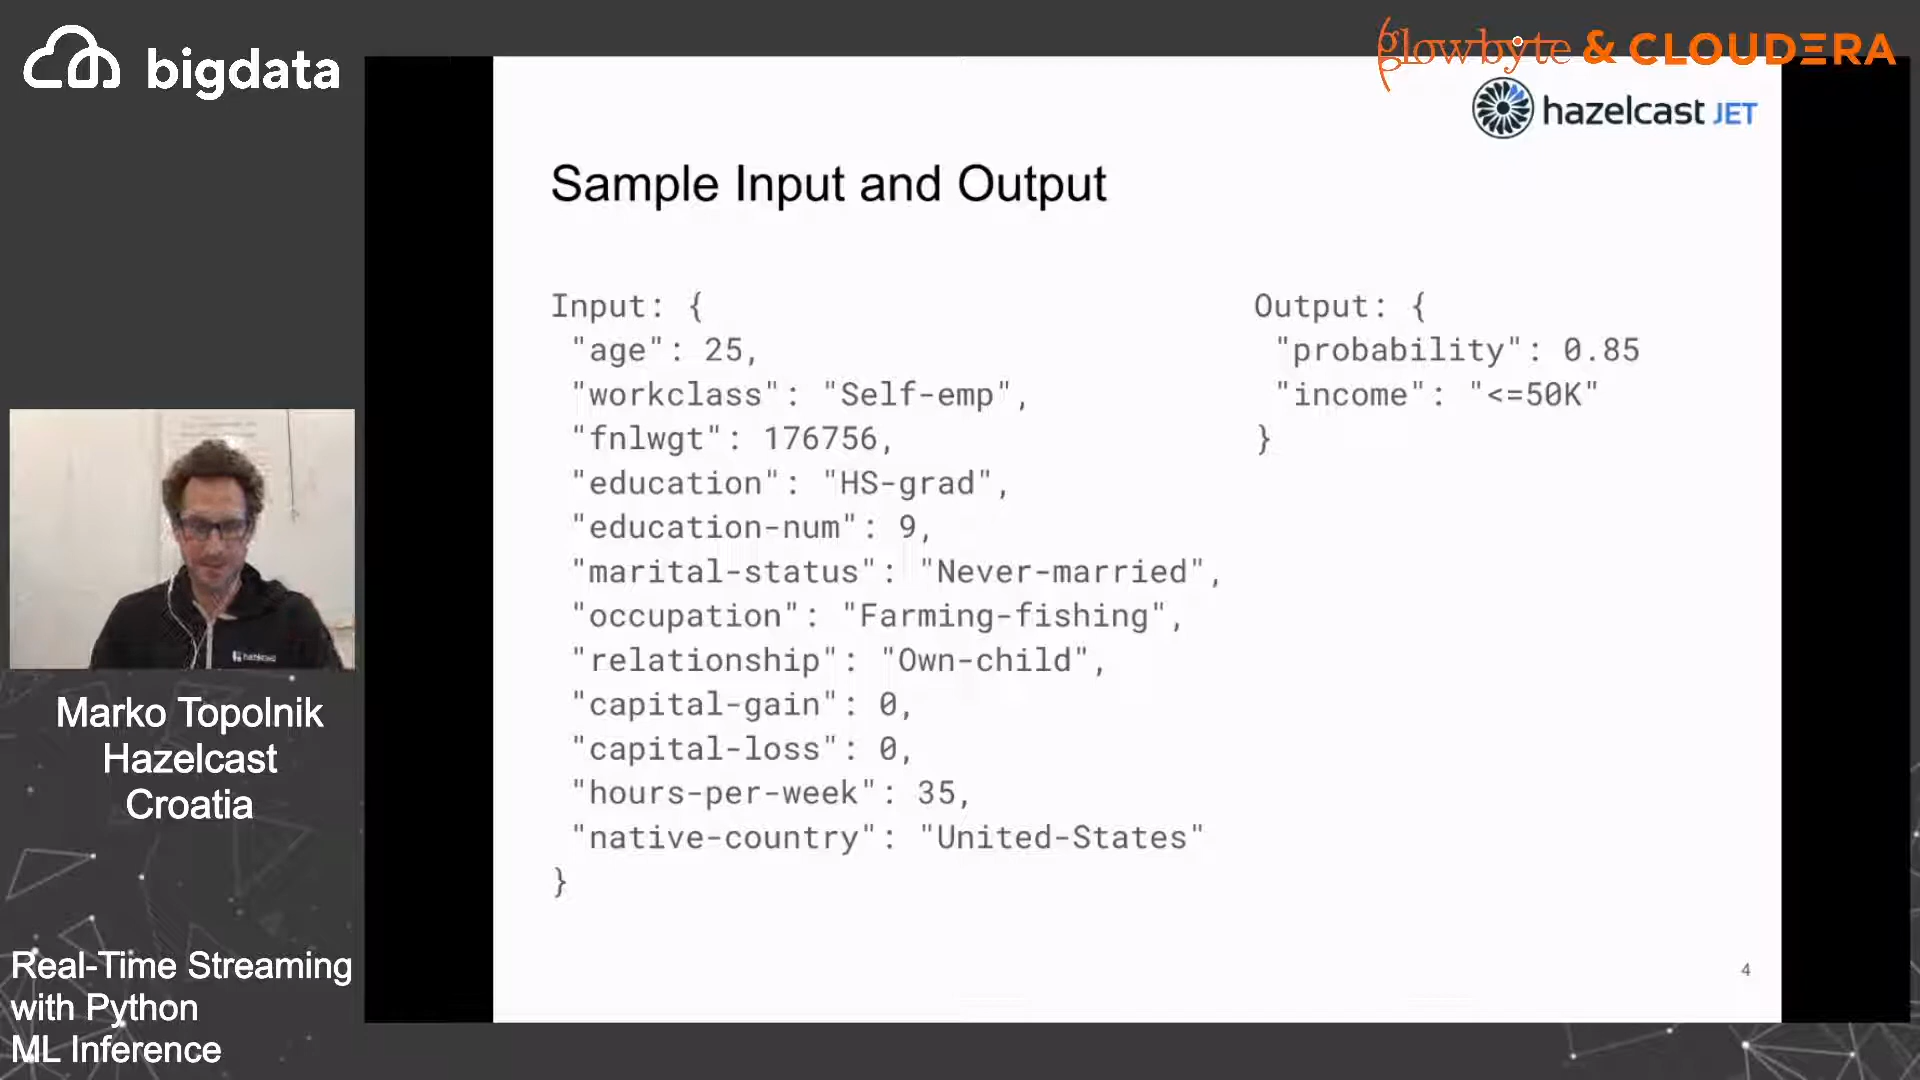 bigdata
glowbyte & CLOUDERA
hazelcast JET
Sample Input and Output
Input: {
"age": 25,
"workclass": "Self-emp",
"fnlwgt": 176756,
"education": "HS-grad",
"education-num": 9,
"marital-status": "Never-married",
"occupation": "Farming-fishing",
"relationship": "Own-child",
"capital-gain": 0,
"capital-loss": 0,
"hours-per-week": 35,
"native-country": "United-States"
}
Output: {
"probability": 0.85
"income": "<=50K"
}
4
hazelcast
Marko Topolnik
Hazelcast
Croatia
Real-Time Streaming
with Python
ML Inference